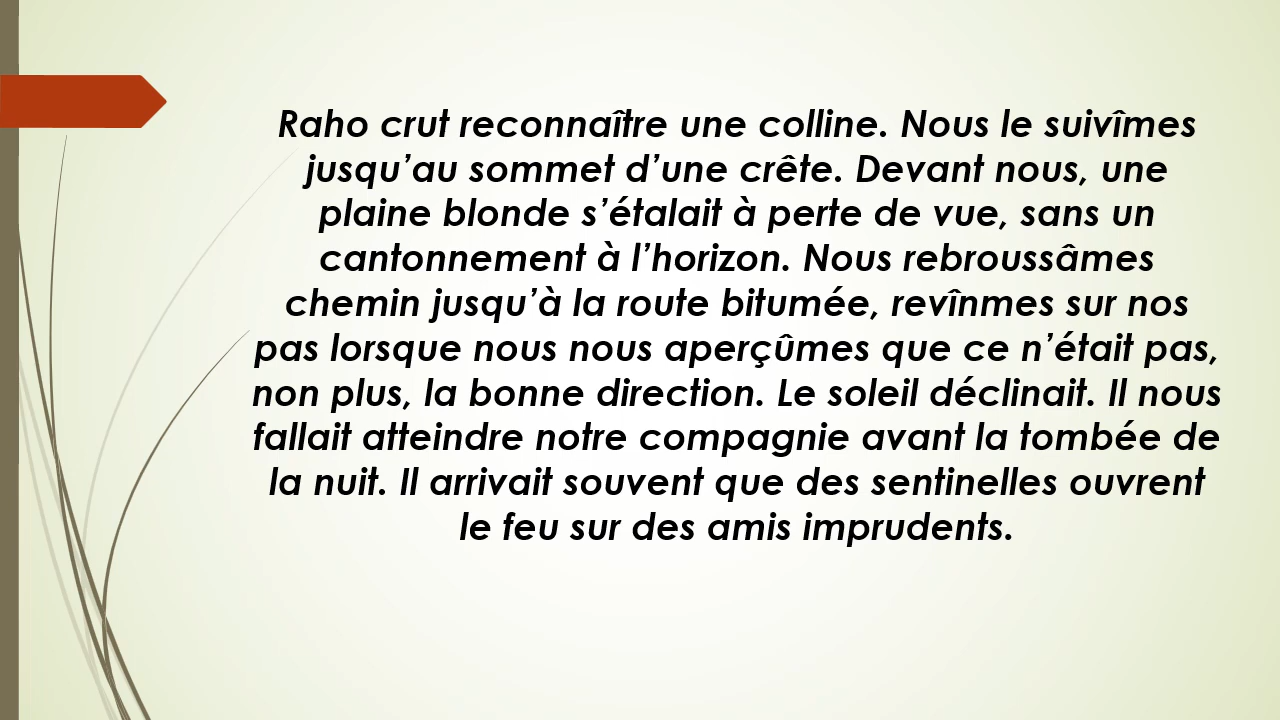 Raho crut reconnaître une colline. Nous le suivîmes
jusqu’au sommet d’une crête. Devant nous, une
plaine blonde s’étalait à perte de vue, sans un
cantonnement à l’horizon. Nous rebroussâmes
chemin jusqu’à la route bitumée, revînmes sur nos
pas lorsque nous nous aperçûmes que ce n’était pas,
non plus, la bonne direction. Le soleil déclinait. Il nous
fallait atteindre notre compagnie avant la tombée de
la nuit. Il arrivait souvent que des sentinelles ouvrent
le feu sur des amis imprudents.